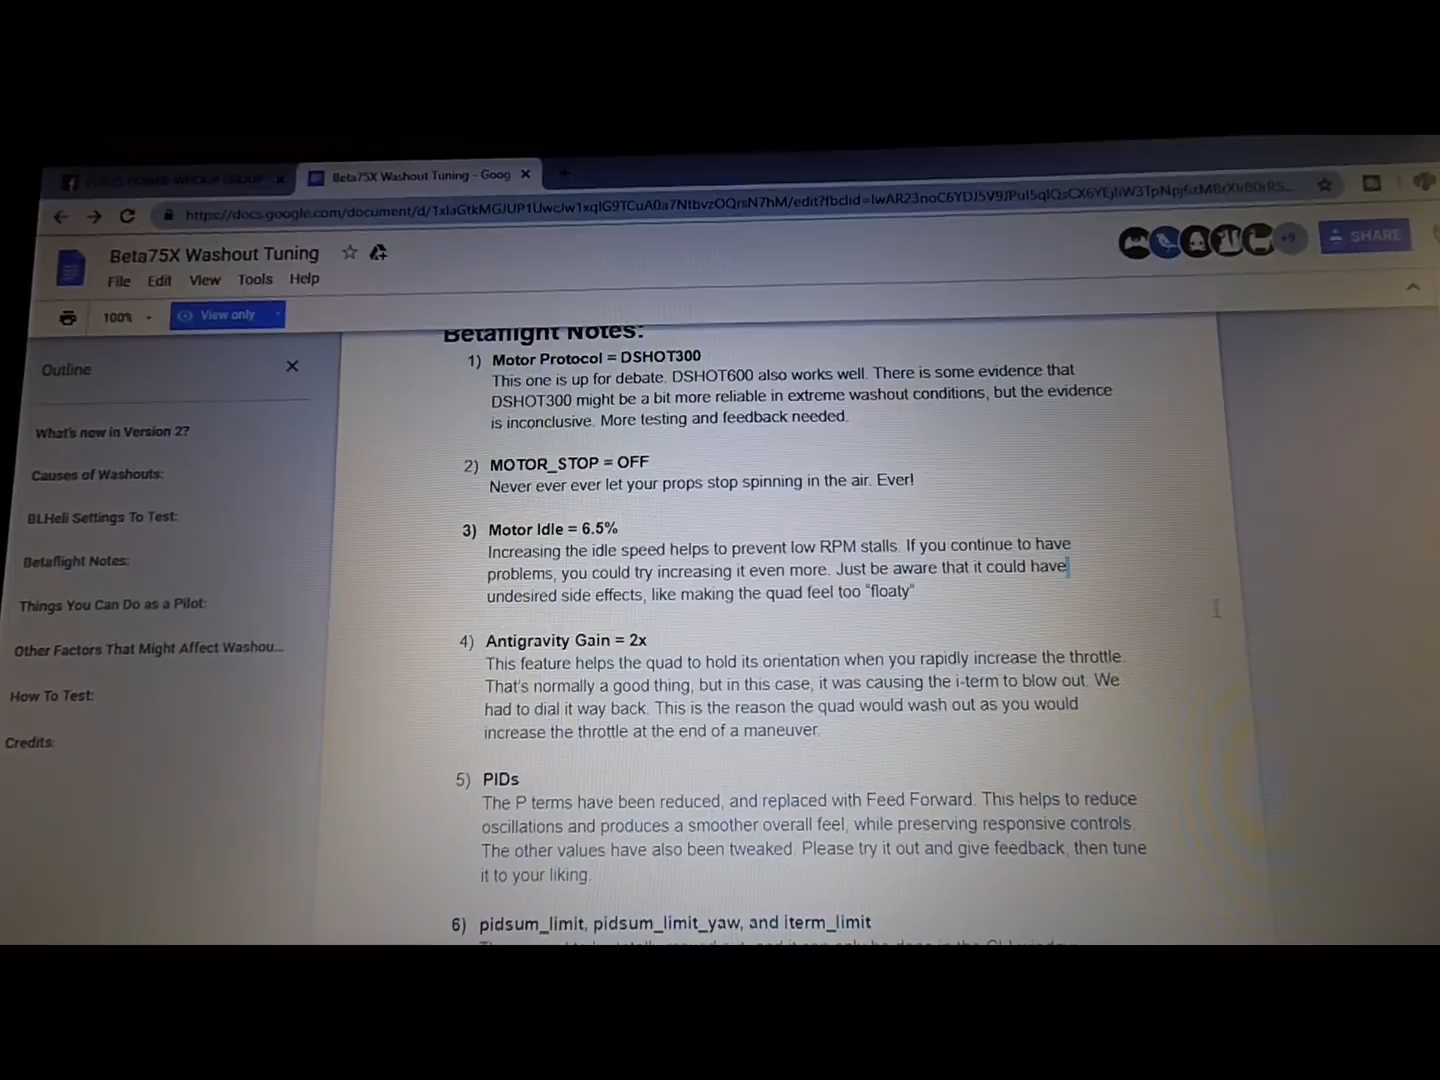 Beta75X Washout Tuning - Goog
Beta75X Washout Tuning
SHARE
File Edit View Tools Help
100%
View only
+9
Outline
What's new in Version 2?
Causes of Washouts:
BLHeli Settings To Test:
Betaflight Notes:
Things You Can Do as a Pilot:
Other Factors That Might Affect Washou...
How To Test:
Credits:
Betaflight Notes:
1) Motor Protocol = DSHOT300
This one is up for debate. DSHOT600 also works well. There is some evidence that
DSHOT300 might be a bit more reliable in extreme washout conditions, but the evidence
is inconclusive. More testing and feedback needed.
2) MOTOR_STOP = OFF
Never ever ever let your props stop spinning in the air. Ever!
3) Motor Idle = 6.5%
Increasing the idle speed helps to prevent low RPM stalls. If you continue to have
problems, you could try increasing it even more. Just be aware that it could have
undesired side effects, like making the quad feel too “floaty”
4) Antigravity Gain = 2x
This feature helps the quad to hold its orientation when you rapidly increase the throttle.
That's normally a good thing, but in this case, it was causing the i-term to blow out. We
had to dial it way back. This is the reason the quad would wash out as you would
increase the throttle at the end of a maneuver.
5) PIDs
The P terms have been reduced, and replaced with Feed Forward. This helps to reduce
oscillations and produces a smoother overall feel, while preserving responsive controls.
The other values have also been tweaked. Please try it out and give feedback, then tune
it to your liking.
6) pidsum_limit, pidsum_limit_yaw, and iterm_limit